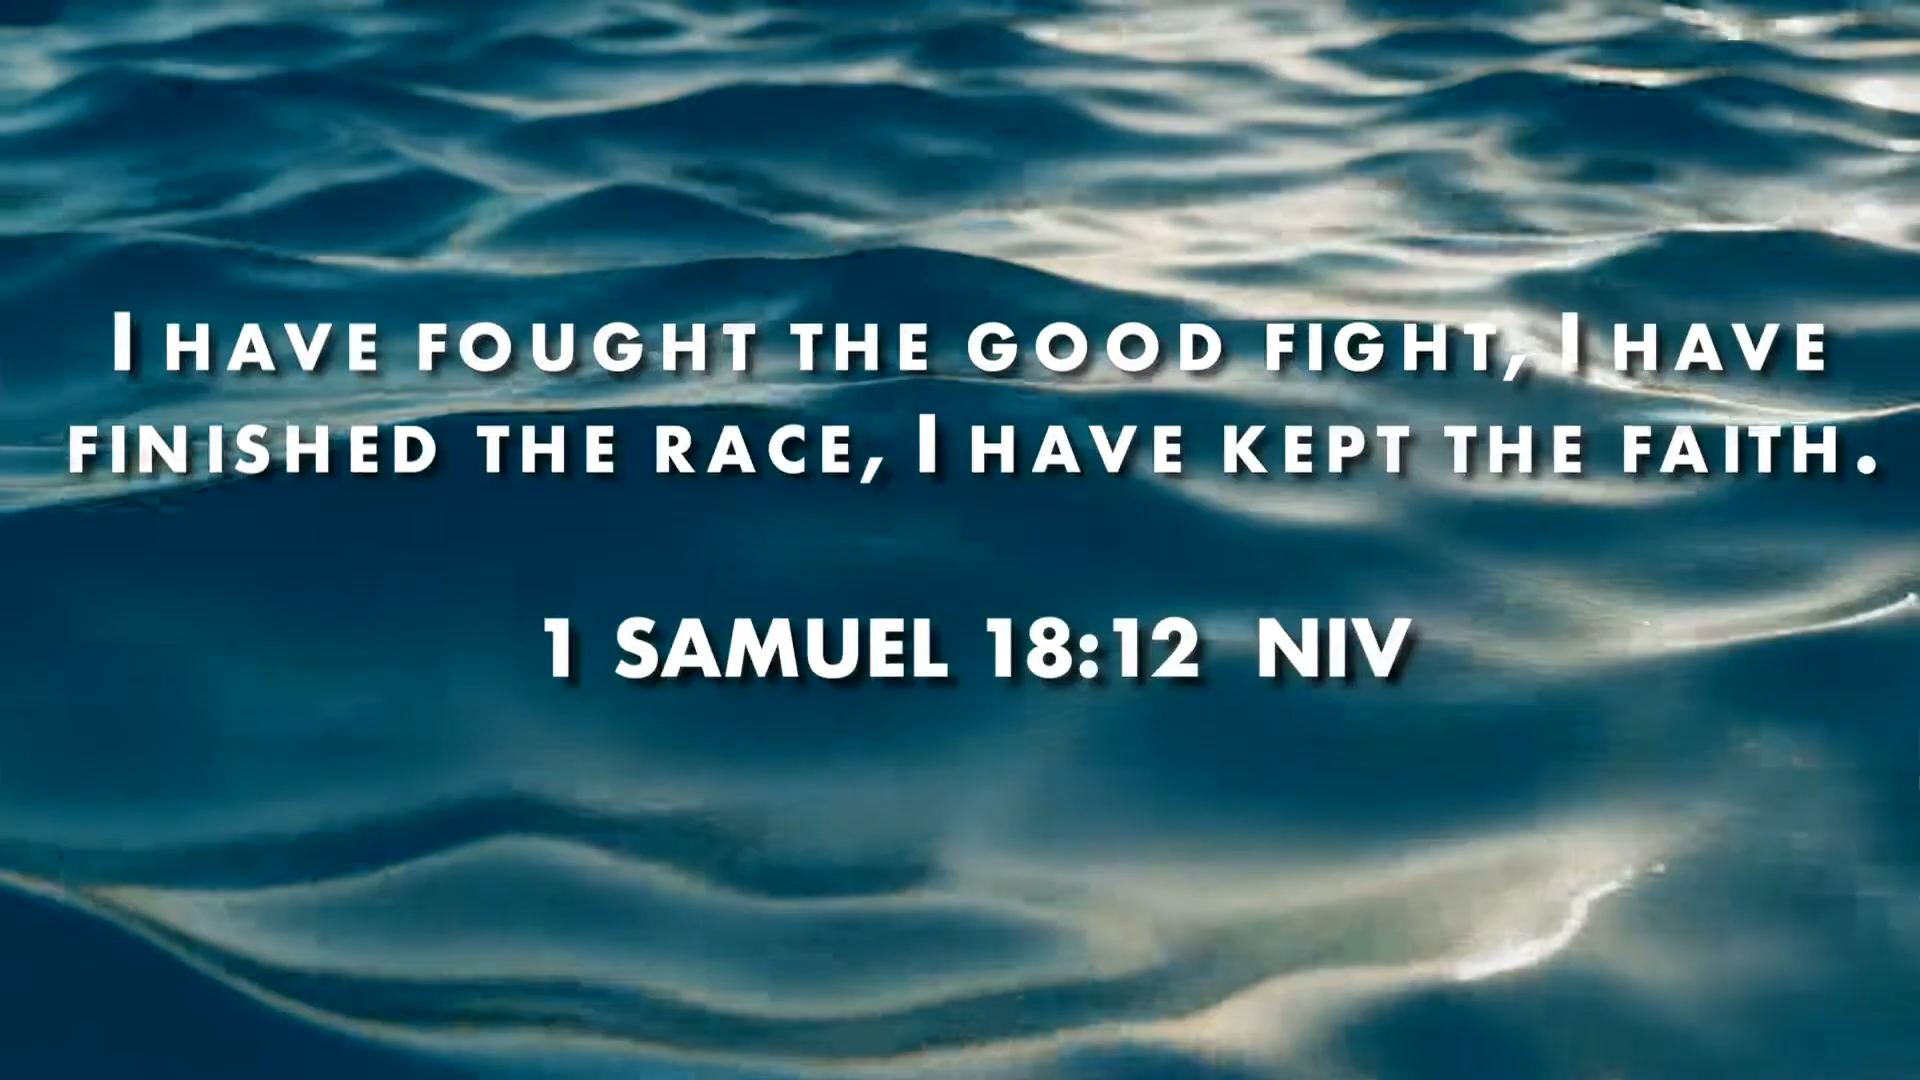 I HAVE FOUGHT THE GOOD FIGHT, I HAVE
FINISHED THE RACE, I HAVE KEPT THE FAITH.
1 SAMUEL 18:12 NIV